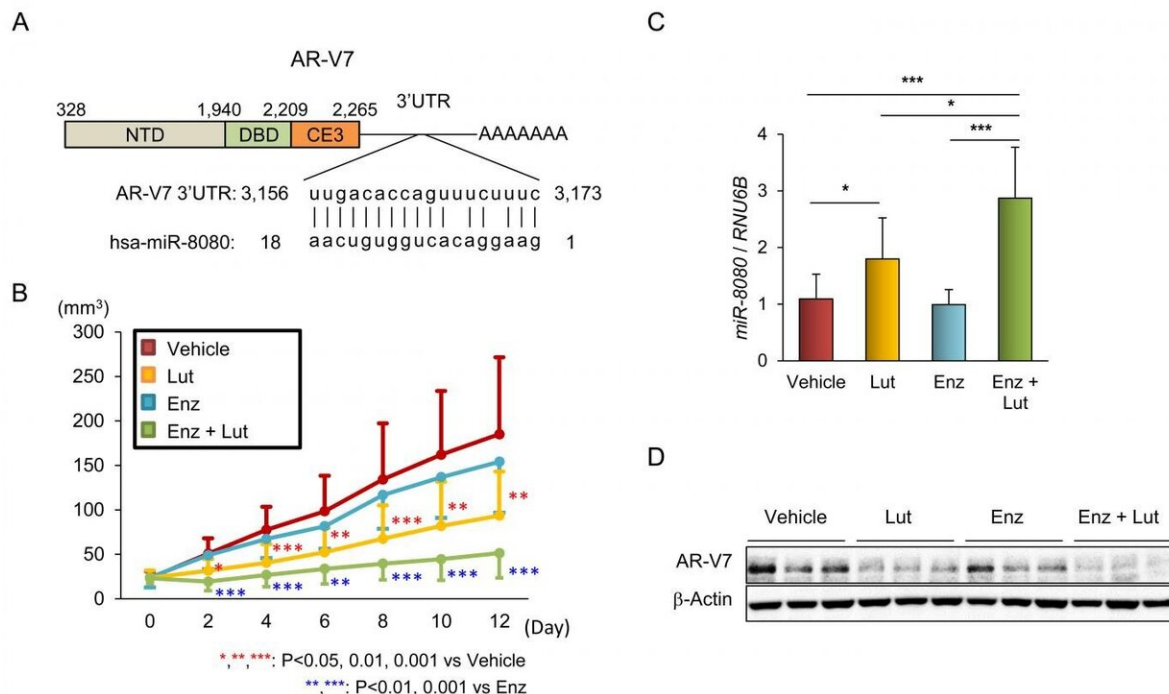 A
AR-V7
328 1,940 2,209 2,265 3'UTR
NTD DBD CE3 AAAAAAA
AR-V7 3'UTR: 3,156 uugacaccaguuucuuuc 3,173
hsa-miR-8080: 18 aacuguggucacaggaag 1
B
(mm³)
300
250
200
150
100
50
0
Vehicle
Lut
Enz
Enz + Lut
* *** ** *** ** **
*** *** ** *** *** ***
0 2 4 6 8 10 12 (Day)
*,**,***: P<0.05, 0.01, 0.001 vs Vehicle
**,***: P<0.01, 0.001 vs Enz
C
***
*
***
*
miR-8080 / RNU6B
4
3
2
1
0
Vehicle Lut Enz Enz +
Lut
D
Vehicle Lut Enz Enz + Lut
AR-V7
β-Actin